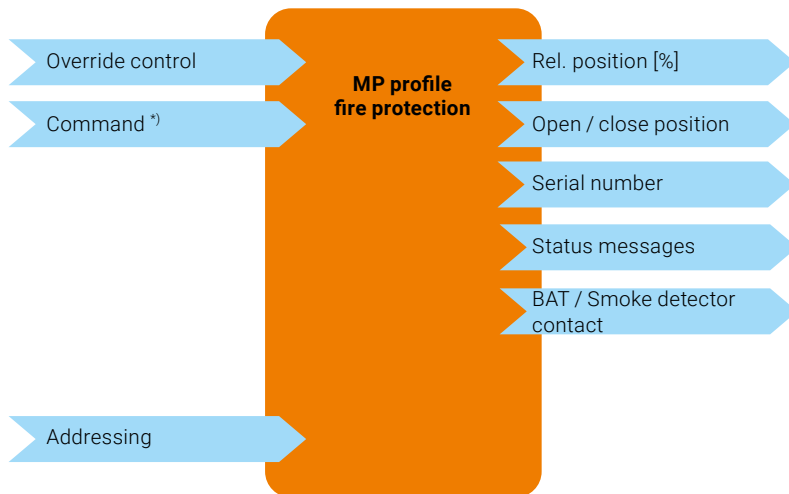 Override control
Command *)
Addressing
MP profile
fire protection
Rel. position [%]
Open / close position
Serial number
Status messages
BAT / Smoke detector
contact